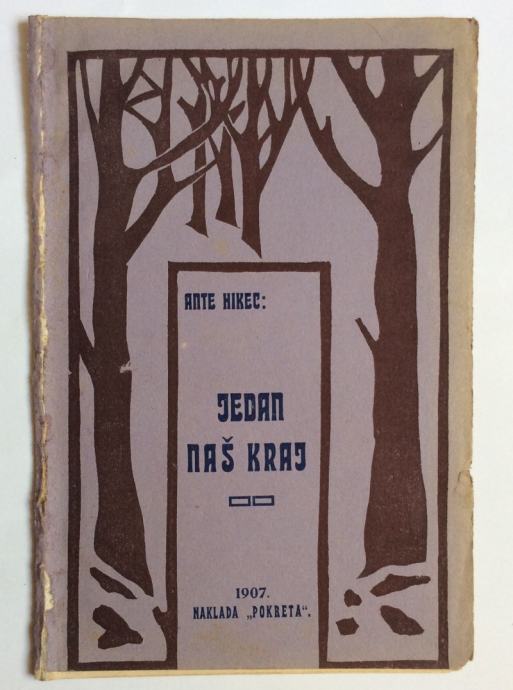 ANTE HIKEC:
JEDAN
NAŠ KRAJ
1907.
NAKLADA „POKRETA“.